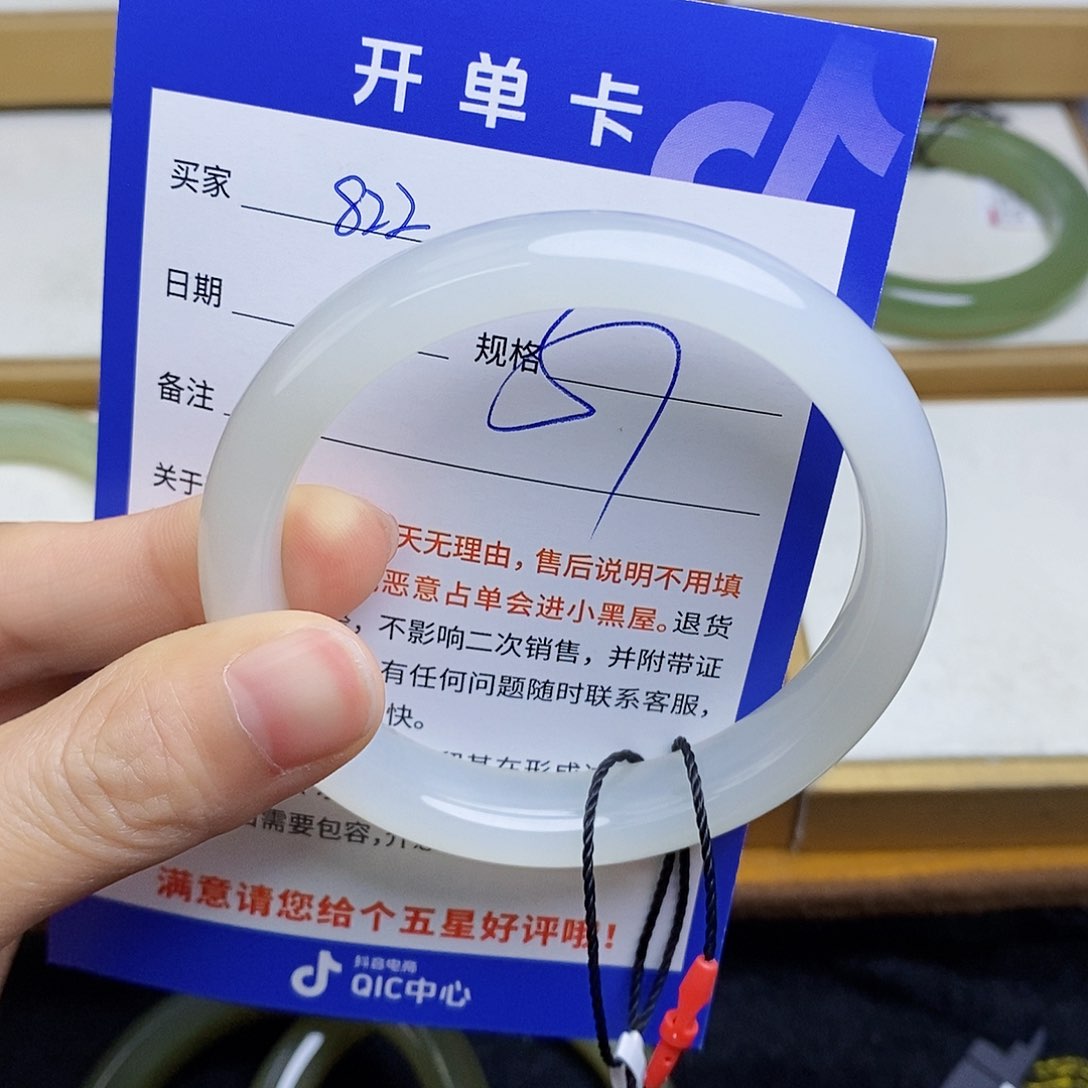 开单卡
买家 822
日期
规格 59
备注
关于
天无理由，售后说明不用填
恶意占单会进小黑屋。退货
，不影响二次销售，并附带证
有任何问题随时联系客服，
快。
需要包容，
满意请您给个五星好评哦！
抖音电商
QIC中心